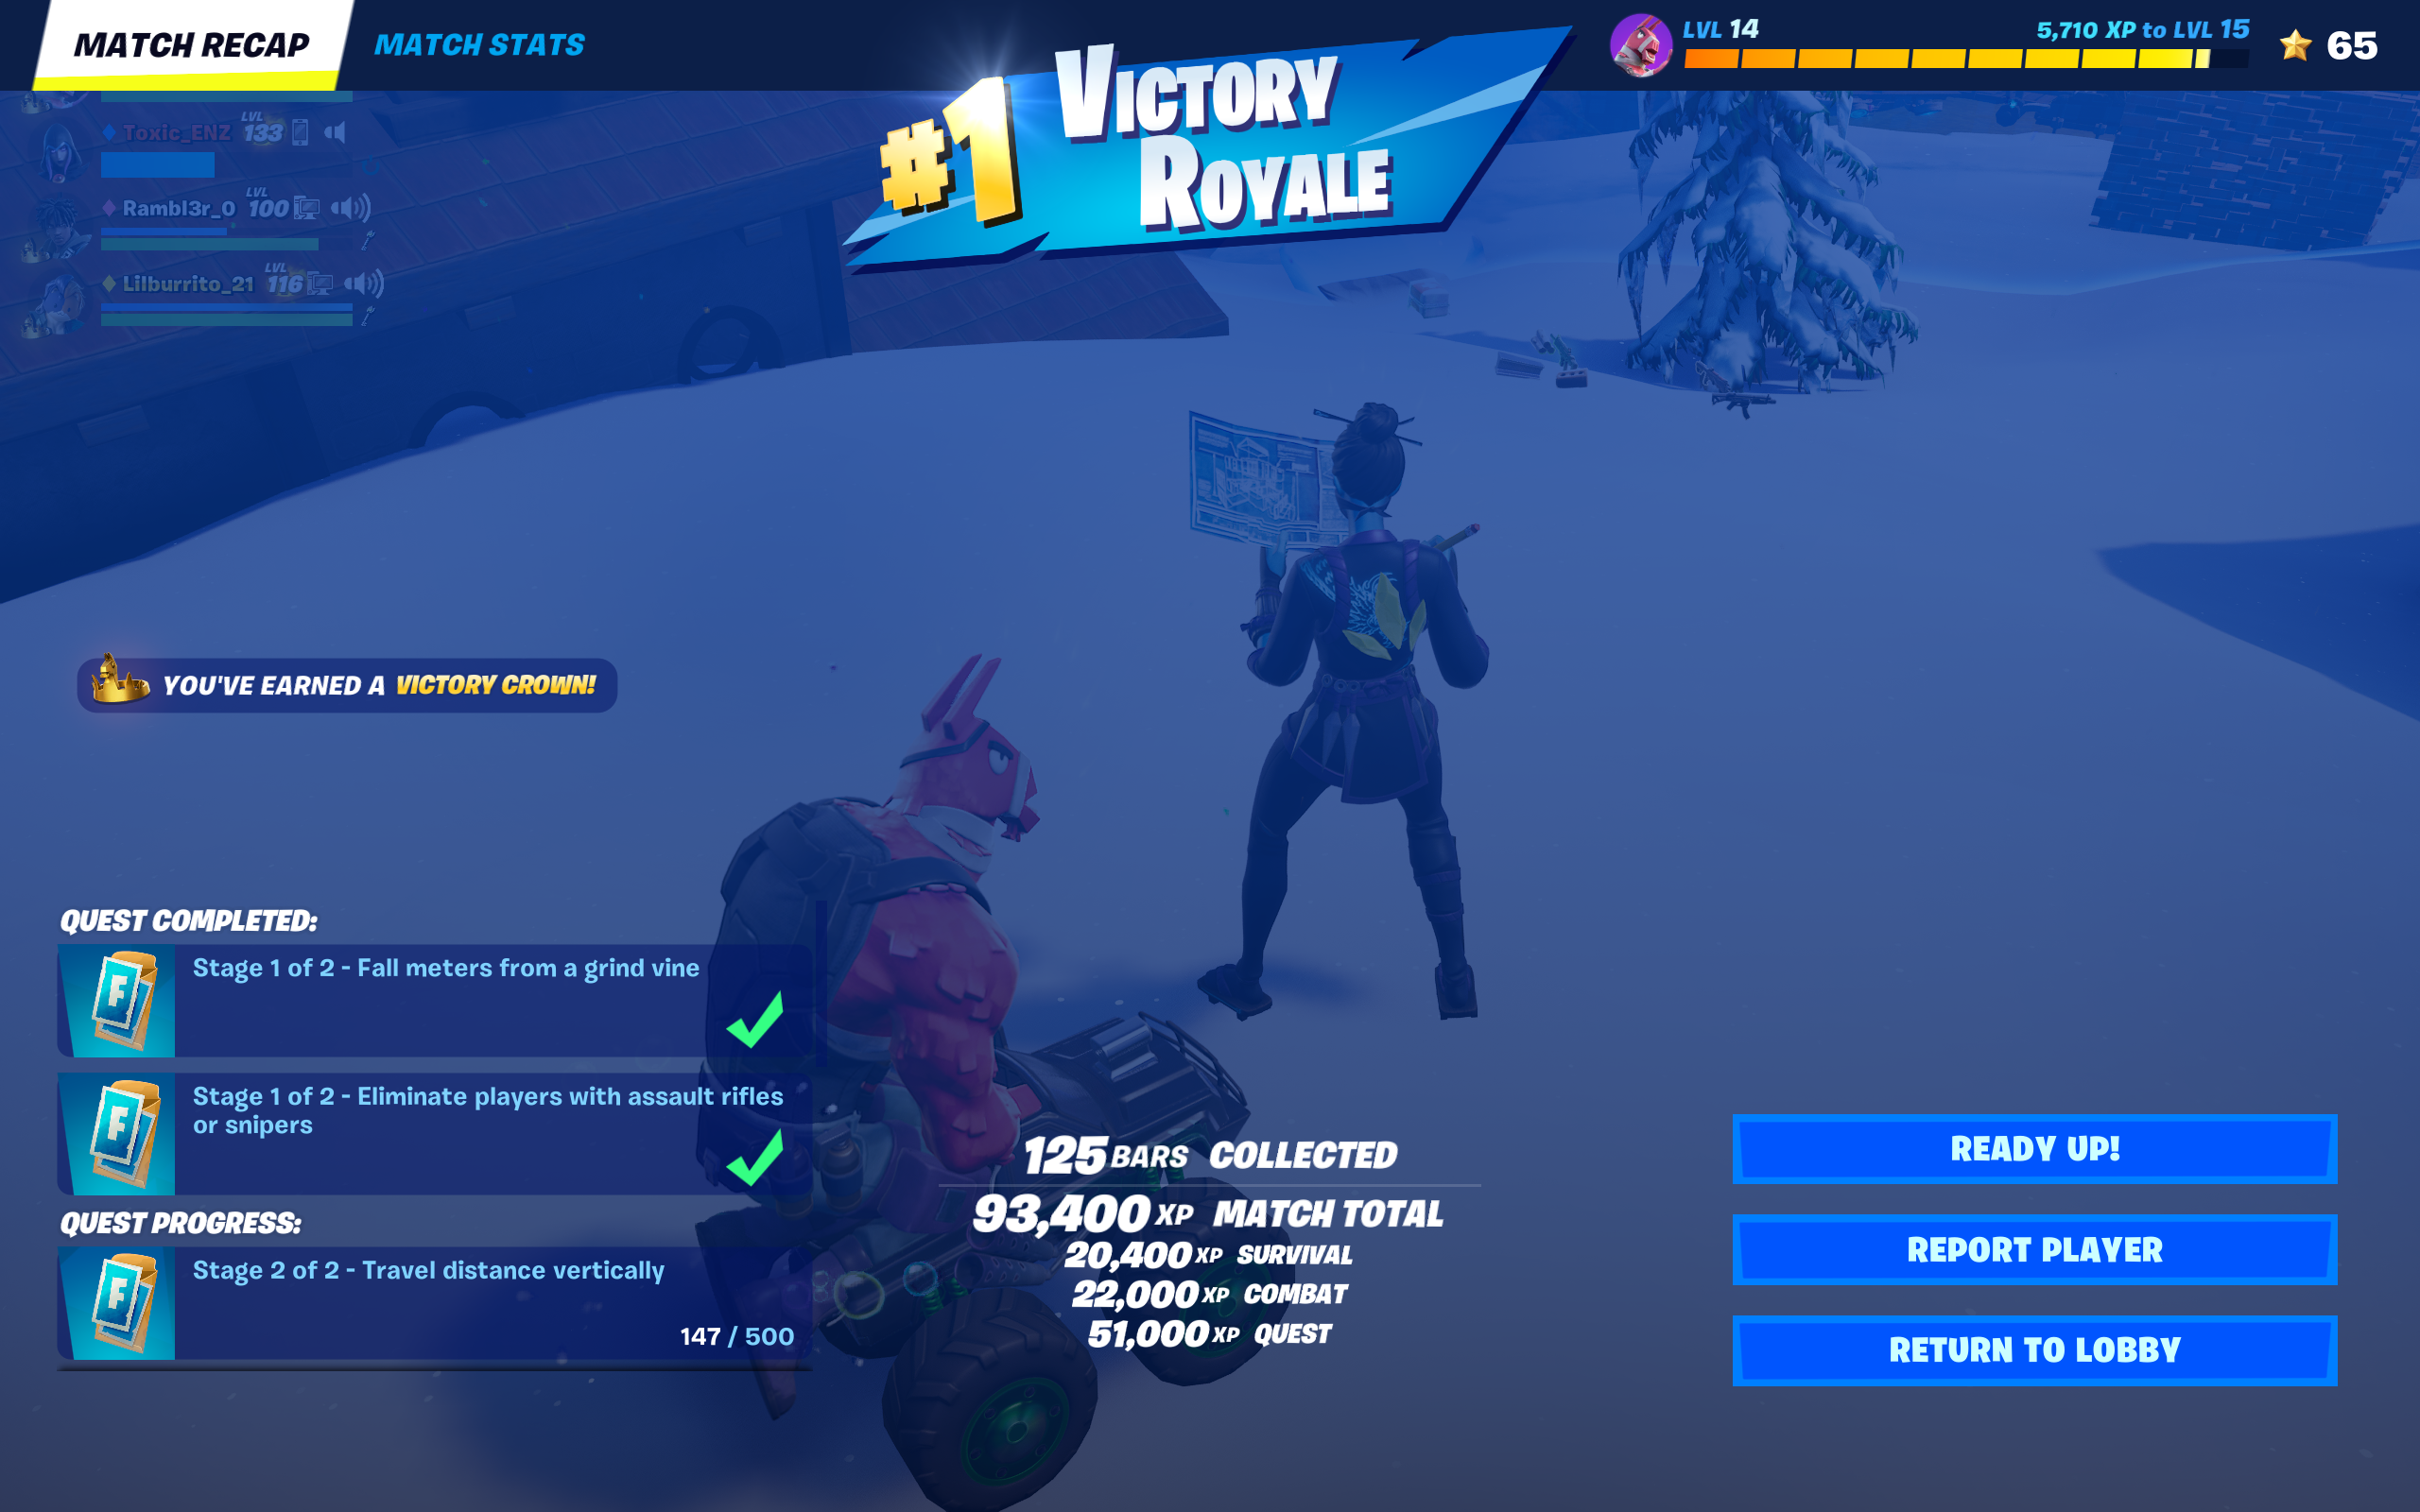 MATCH RECAP
MATCH STATS
#1 VICTORY
ROYALE
LVL 14
5,710 XP to LVL 15
65
Toxic_ENZ LVL 133
Rambl3r_0 LVL 100
Lilburrito_21 LVL 116
YOU'VE EARNED A VICTORY CROWN!
QUEST COMPLETED:
Stage 1 of 2 - Fall meters from a grind vine
Stage 1 of 2 - Eliminate players with assault rifles
or snipers
QUEST PROGRESS:
Stage 2 of 2 - Travel distance vertically
147 / 500
125 BARS COLLECTED
93,400 XP MATCH TOTAL
20,400 XP SURVIVAL
22,000 XP COMBAT
51,000 XP QUEST
READY UP!
REPORT PLAYER
RETURN TO LOBBY